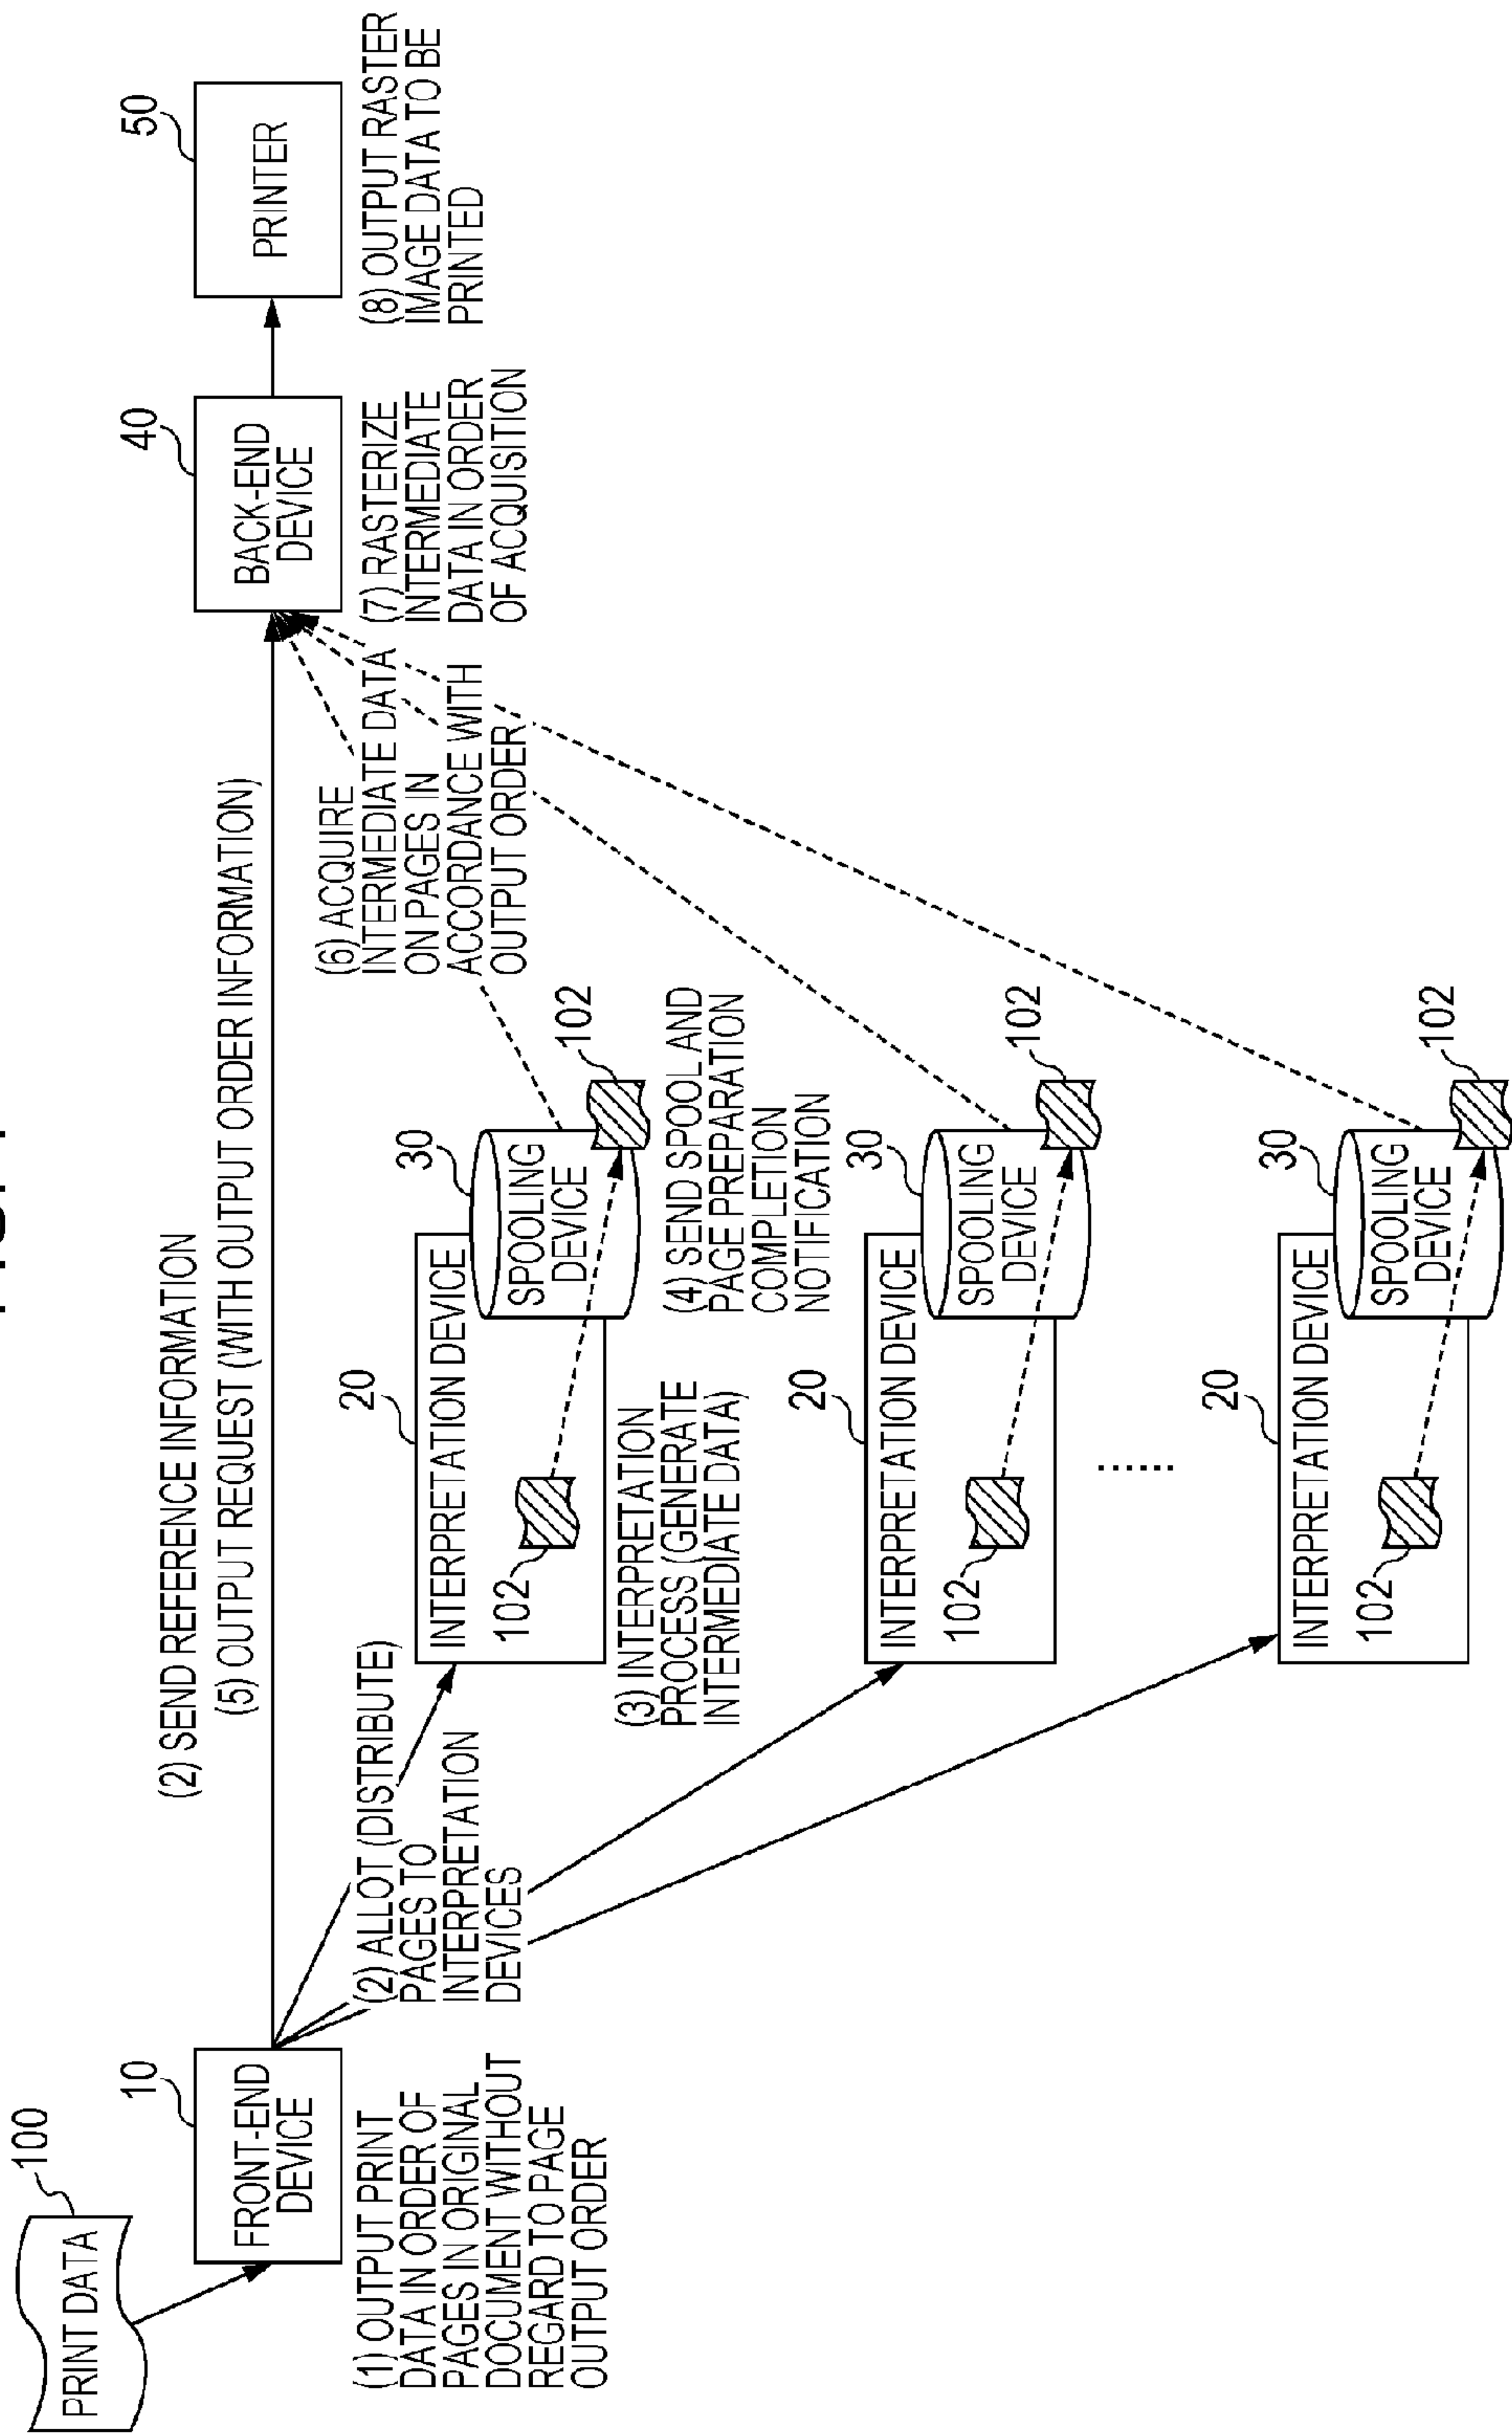 100
PRINT DATA
10
FRONT-END
DEVICE
(1) OUTPUT PRINT
DATA IN ORDER OF
PAGES IN ORIGINAL
DOCUMENT WITHOUT
REGARD TO PAGE
OUTPUT ORDER
(2) SEND REFERENCE INFORMATION
(5) OUTPUT REQUEST (WITH OUTPUT ORDER INFORMATION)
(2) ALLOT (DISTRIBUTE)
PAGES TO
INTERPRETATION
DEVICES
20
INTERPRETATION DEVICE
102
30
SPOOLING
DEVICE
102
(3) INTERPRETATION
PROCESS (GENERATE
INTERMEDIATE DATA)
(4) SEND SPOOL AND
PAGE PREPARATION
COMPLETION
NOTIFICATION
20
INTERPRETATION DEVICE
102
30
SPOOLING
DEVICE
102
......
20
INTERPRETATION DEVICE
102
30
SPOOLING
DEVICE
102
(6) ACQUIRE
INTERMEDIATE DATA
ON PAGES IN
ACCORDANCE WITH
OUTPUT ORDER
40
BACK-END
DEVICE
(7) RASTERIZE
INTERMEDIATE
DATA IN ORDER
OF ACQUISITION
50
PRINTER
(8) OUTPUT RASTER
IMAGE DATA TO BE
PRINTED